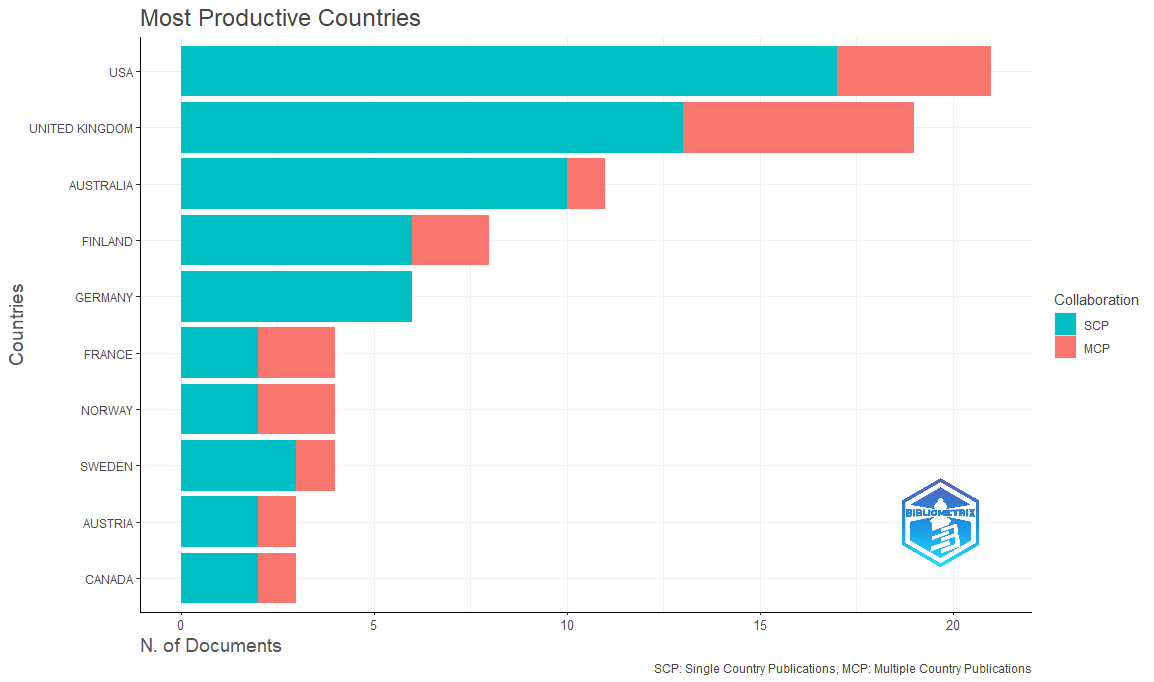 Most Productive Countries
USA
UNITED KINGDOM
AUSTRALIA
FINLAND
GERMANY
FRANCE
NORWAY
SWEDEN
AUSTRIA
CANADA
Countries
0 5 10 15 20
N. of Documents
Collaboration
SCP
MCP
BIBLIOMETRIX
SCP: Single Country Publications, MCP: Multiple Country Publications